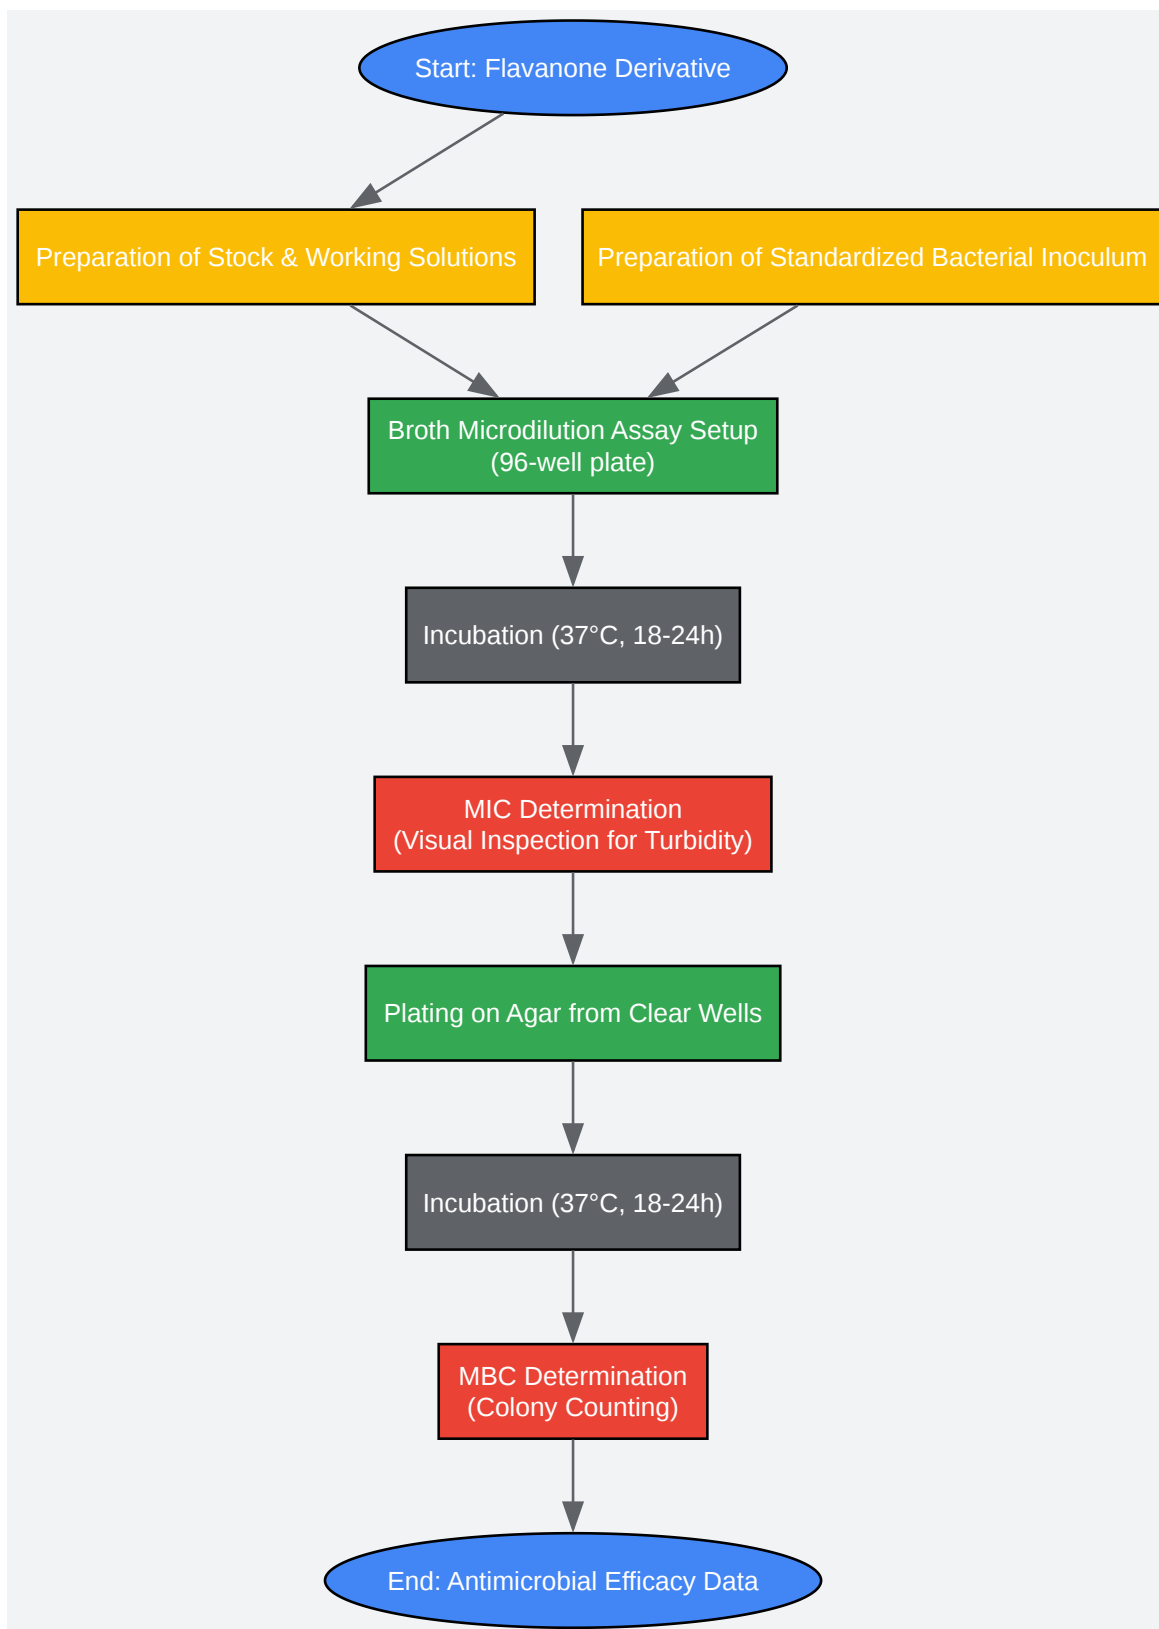 Start: Flavanone Derivative
Preparation of Stock & Working Solutions
Preparation of Standardized Bacterial Inoculum
Broth Microdilution Assay Setup
(96-well plate)
Incubation (37°C, 18-24h)
MIC Determination
(Visual Inspection for Turbidity)
Plating on Agar from Clear Wells
Incubation (37°C, 18-24h)
MBC Determination
(Colony Counting)
End: Antimicrobial Efficacy Data